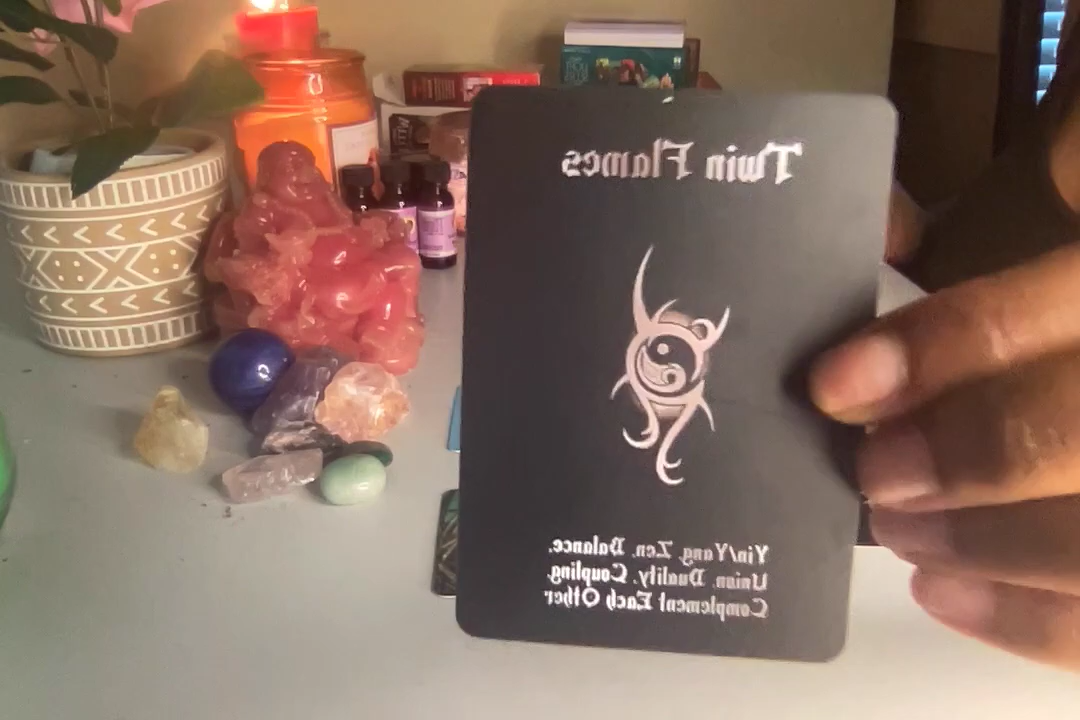 Twin Flames
Yin/Yang. Zen. Balance.
Union. Duality. Coupling.
Complement Each Other